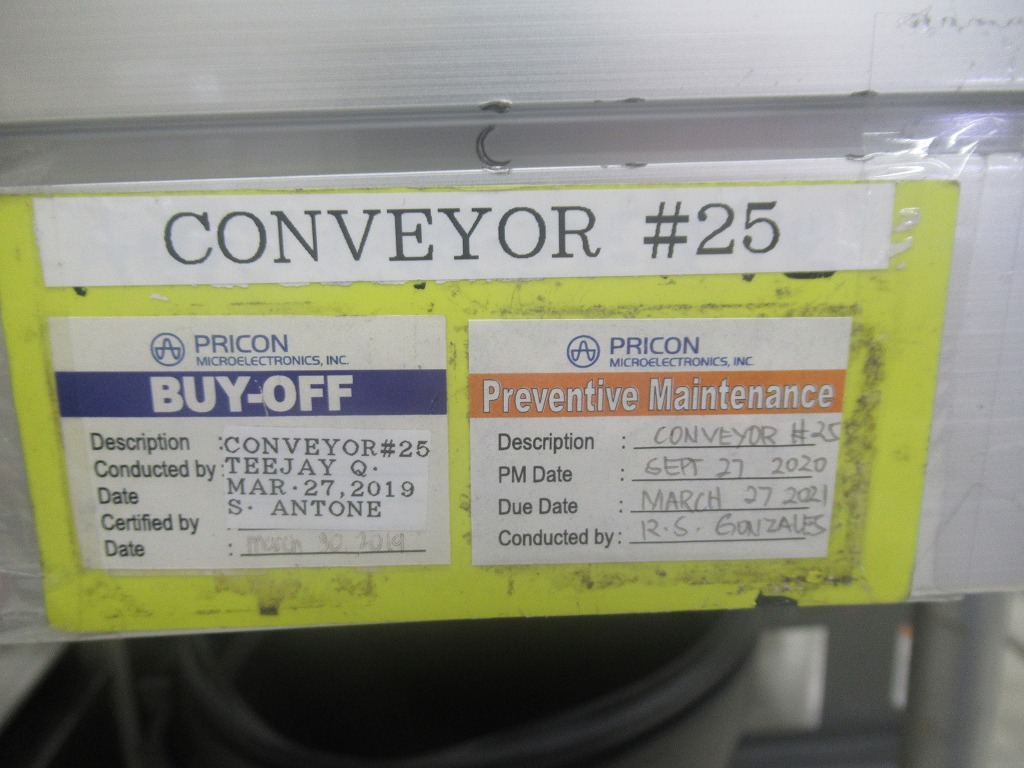 CONVEYOR #25
PRICON
MICROELECTRONICS, INC.
BUY-OFF
Description :CONVEYOR#25
Conducted by :TEEJAY Q.
Date MAR.27,2019
Certified by S. ANTONE
Date : march 30 2019
PRICON
MICROELECTRONICS, INC.
Preventive Maintenance
Description : CONVEYOR #25
PM Date : SEPT 27 2020
Due Date : MARCH 27 2021
Conducted by : R.S. GONZALES